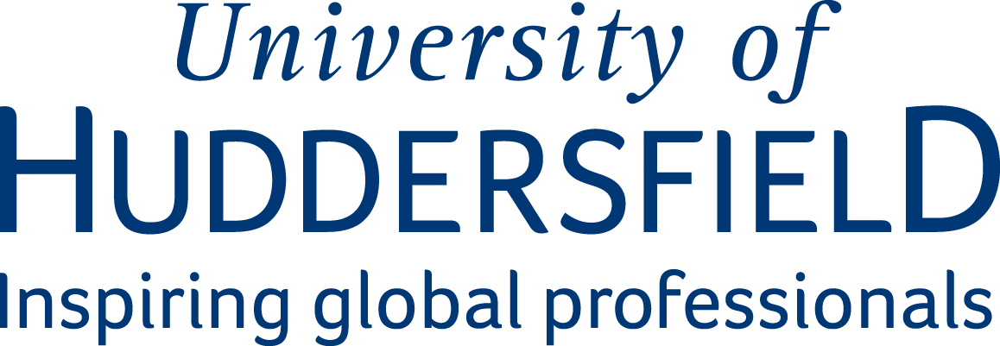 University of
HUDDERSFIELD
Inspiring global professionals